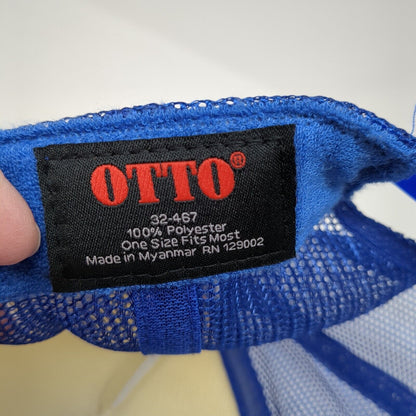 OTTO®
32-467
100% Polyester
One Size Fits Most
Made in Myanmar RN 129002